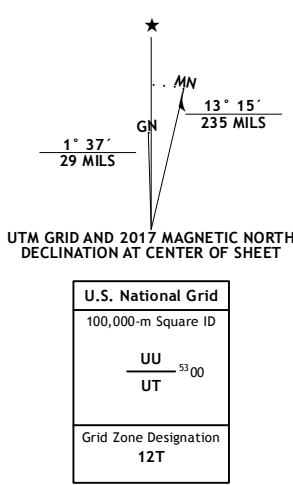 MN
GN
13° 15´
235 MILS
1° 37´
29 MILS
UTM GRID AND 2017 MAGNETIC NORTH
DECLINATION AT CENTER OF SHEET
U.S. National Grid
100,000-m Square ID
UU
5300
UT
Grid Zone Designation
12T